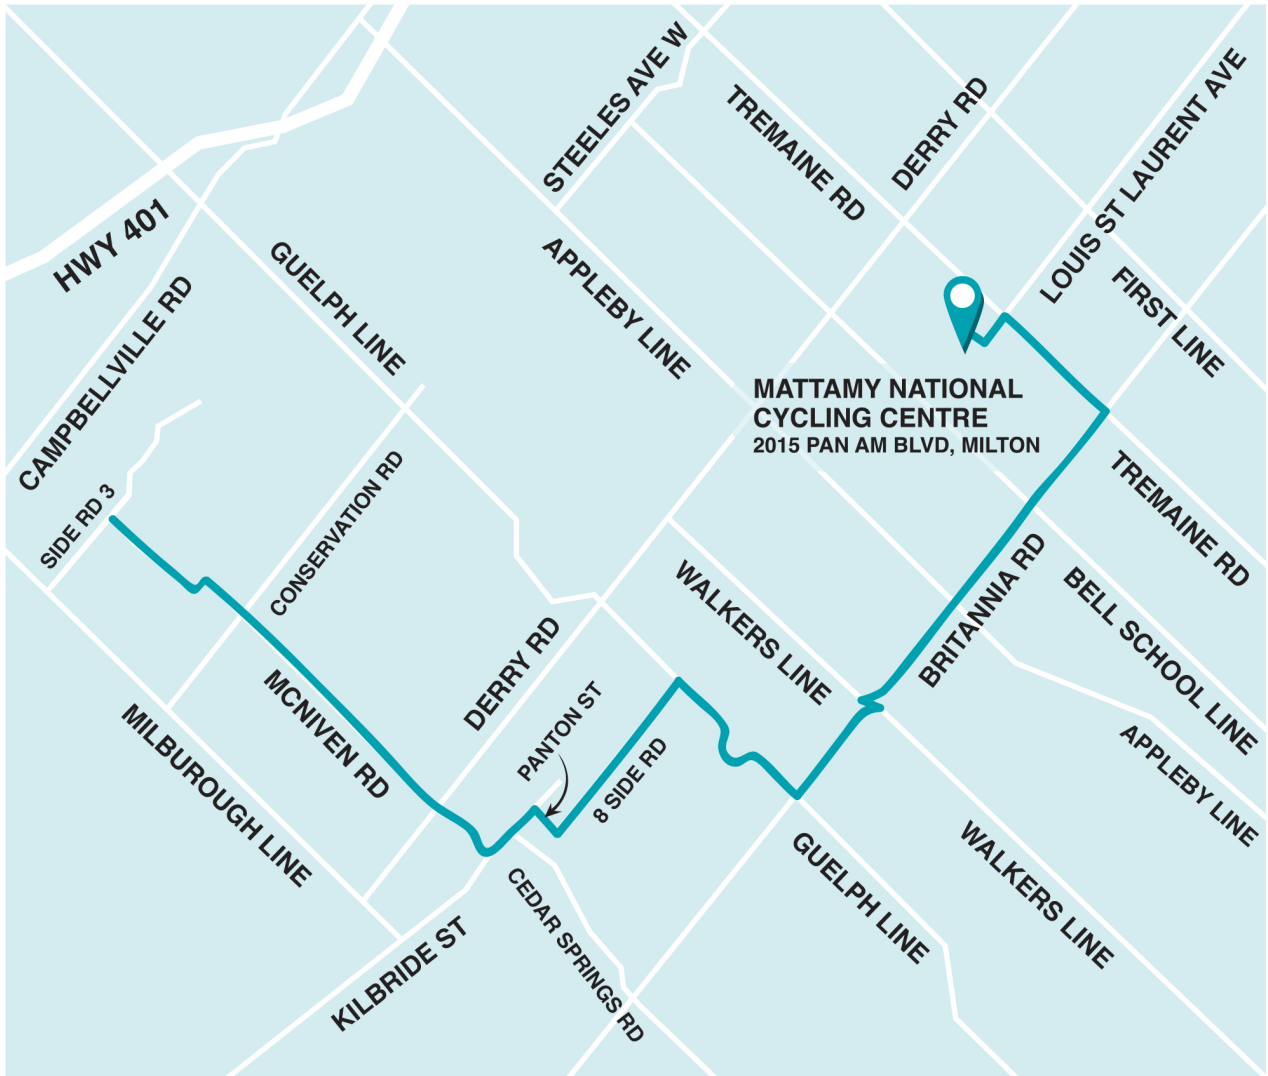 STEELES AVE W
TREMAINE RD
DERRY RD
LOUIS ST LAURENT AVE
HWY 401
GUELPH LINE
APPLEBY LINE
FIRST LINE
CAMPBELLVILLE RD
MATTAMY NATIONAL
CYCLING CENTRE
2015 PAN AM BLVD, MILTON
SIDE RD 3
CONSERVATION RD
TREMAINE RD
WALKERS LINE
BRITANNIA RD
BELL SCHOOL LINE
DERRY RD
MCNIVEN RD
PANTON ST
MILBUROUGH LINE
8 SIDE RD
APPLEBY LINE
GUELPH LINE
WALKERS LINE
CEDAR SPRINGS RD
KILBRIDE ST